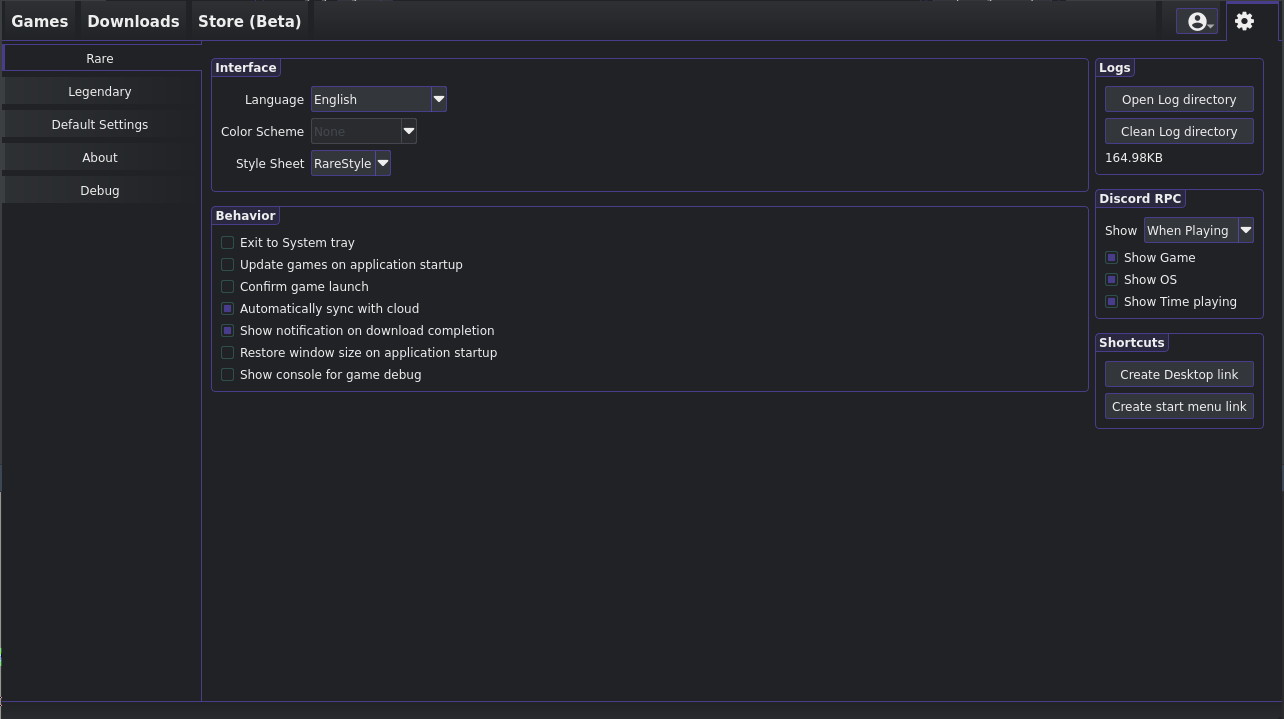 Games Downloads Store (Beta)
Rare
Legendary
Default Settings
About
Debug
Interface
Language English
Color Scheme None
Style Sheet RareStyle
Behavior
Exit to System tray
Update games on application startup
Confirm game launch
Automatically sync with cloud
Show notification on download completion
Restore window size on application startup
Show console for game debug
Logs
Open Log directory
Clean Log directory
164.98KB
Discord RPC
Show When Playing
Show Game
Show OS
Show Time playing
Shortcuts
Create Desktop link
Create start menu link